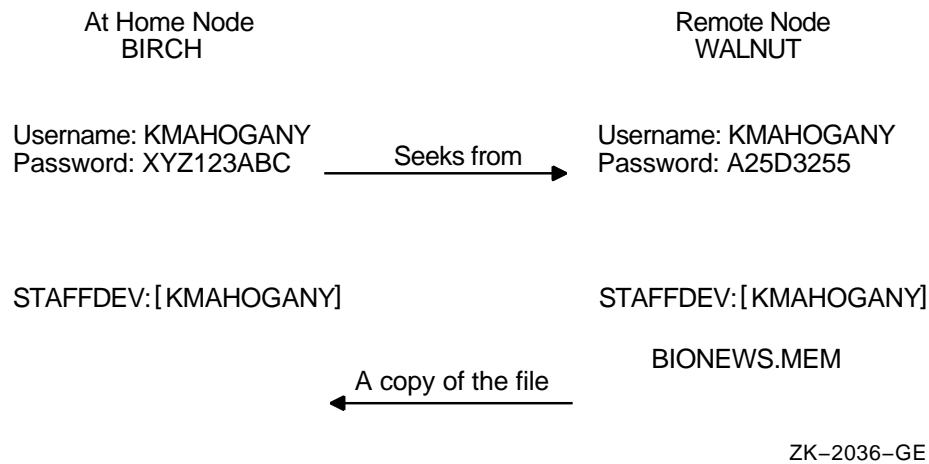 At Home Node
BIRCH
Remote Node
WALNUT
Username: KMAHOGANY
Password: XYZ123ABC
Seeks from
Username: KMAHOGANY
Password: A25D3255
STAFFDEV:[KMAHOGANY]
STAFFDEV:[KMAHOGANY]
BIONEWS.MEM
A copy of the file
ZK−2036−GE